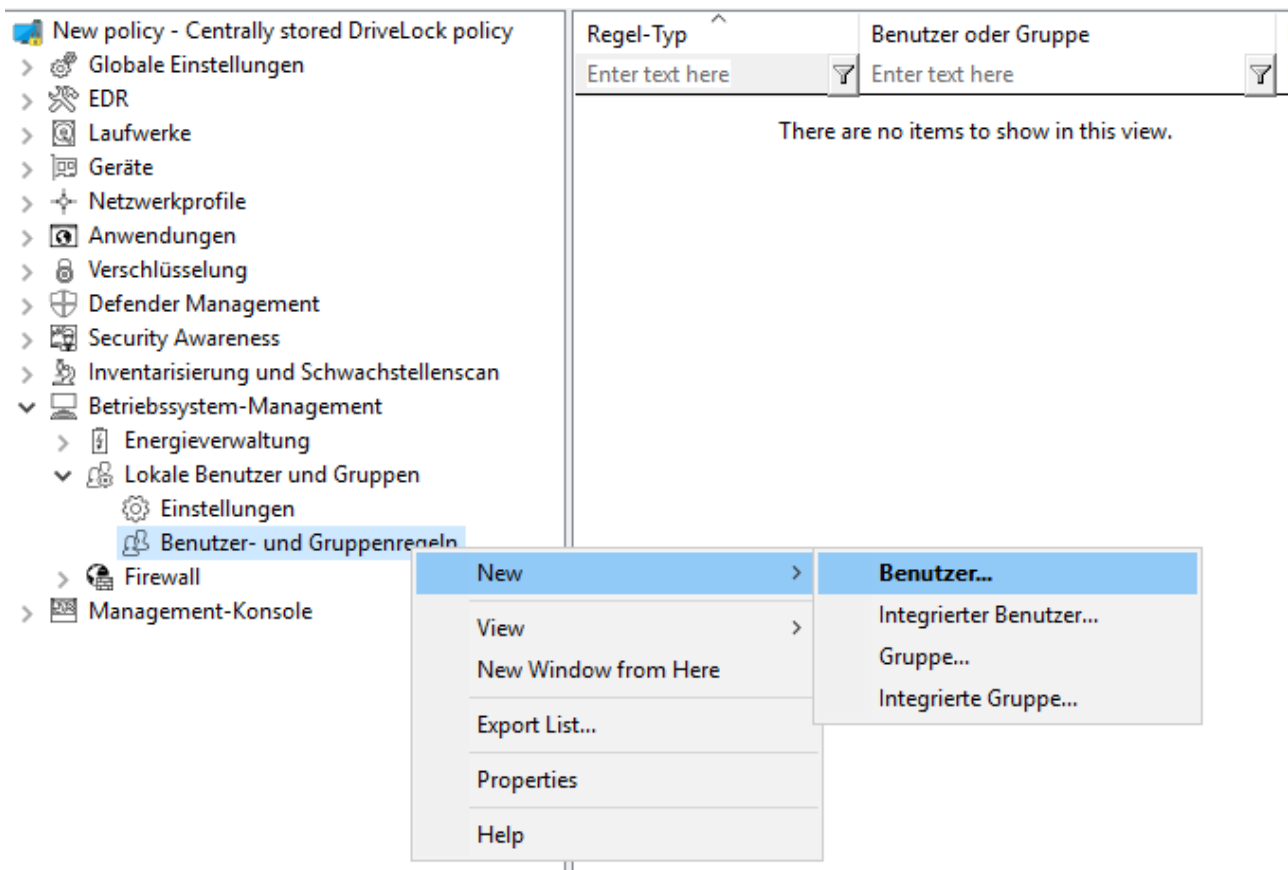 New policy - Centrally stored DriveLock policy
Globale Einstellungen
EDR
Laufwerke
Geräte
Netzwerkprofile
Anwendungen
Verschlüsselung
Defender Management
Security Awareness
Inventarisierung und Schwachstellenscan
Betriebssystem-Management
Energieverwaltung
Lokale Benutzer und Gruppen
Einstellungen
Benutzer- und Gruppenregeln
Firewall
Management-Konsole
Regel-Typ
Benutzer oder Gruppe
Enter text here
Enter text here
There are no items to show in this view.
New
View
New Window from Here
Export List...
Properties
Help
Benutzer...
Integrierter Benutzer...
Gruppe...
Integrierte Gruppe...